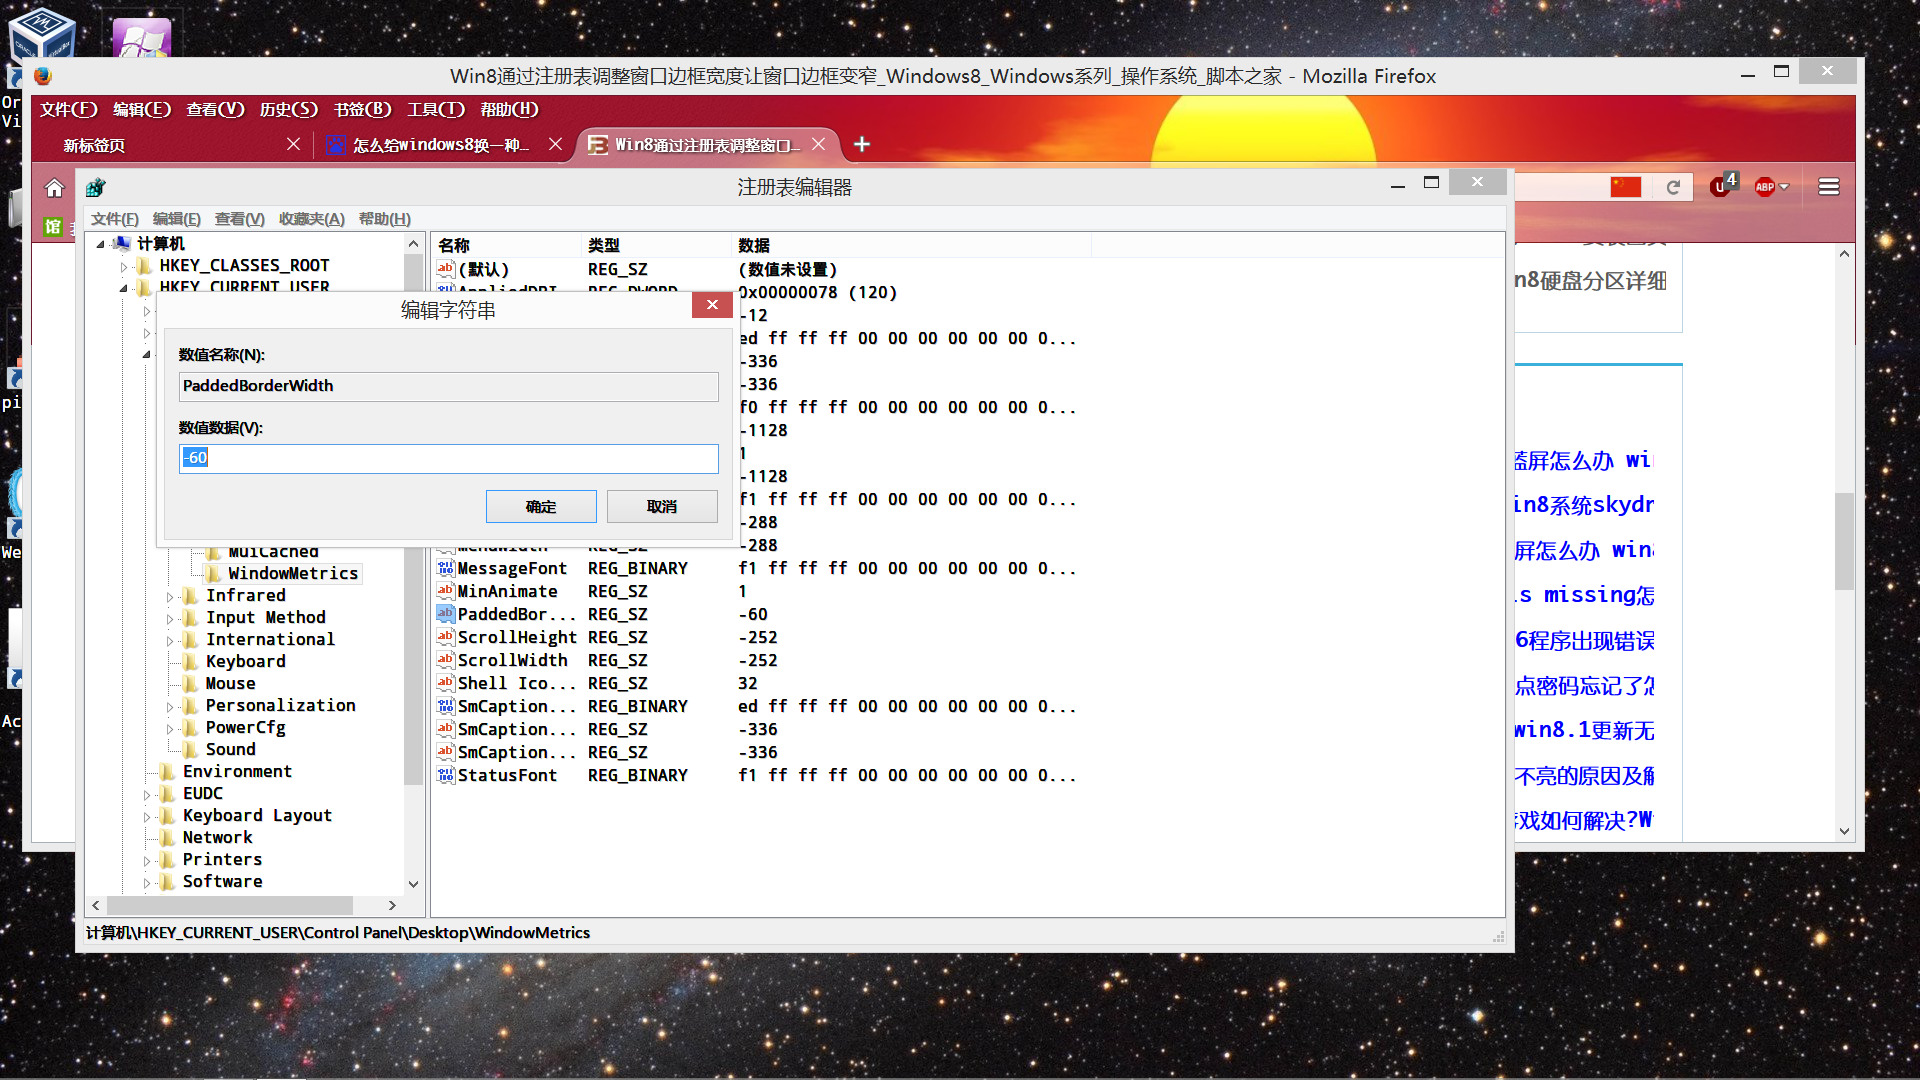 Win8通过注册表调整窗口边框宽度让窗口边框变窄_Windows8_Windows系列_操作系统_脚本之家 - Mozilla Firefox
文件(F) 编辑(E) 查看(V) 历史(S) 书签(B) 工具(T) 帮助(H)
新标签页
怎么给windows8换一种...
Win8通过注册表调整窗口...
4
ABP
馆
注册表编辑器
文件(F) 编辑(E) 查看(V) 收藏夹(A) 帮助(H)
计算机
HKEY_CLASSES_ROOT
HKEY_CURRENT_USER
编辑字符串
数值名称(N):
PaddedBorderWidth
数值数据(V):
-60
确定
取消
MuiCached
WindowMetrics
Infrared
Input Method
International
Keyboard
Mouse
Personalization
PowerCfg
Sound
Environment
EUDC
Keyboard Layout
Network
Printers
Software
名称 类型 数据
(默认) REG_SZ (数值未设置)
AppliedDPI REG_DWORD 0x00000078 (120)
-12
ed ff ff ff 00 00 00 00 00 0...
-336
-336
f0 ff ff ff 00 00 00 00 00 0...
-1128
1
-1128
f1 ff ff ff 00 00 00 00 00 0...
-288
MenuWidth REG_SZ -288
MessageFont REG_BINARY f1 ff ff ff 00 00 00 00 00 0...
MinAnimate REG_SZ 1
PaddedBor... REG_SZ -60
ScrollHeight REG_SZ -252
ScrollWidth REG_SZ -252
Shell Ico... REG_SZ 32
SmCaption... REG_BINARY ed ff ff ff 00 00 00 00 00 0...
SmCaption... REG_SZ -336
SmCaption... REG_SZ -336
StatusFont REG_BINARY f1 ff ff ff 00 00 00 00 00 0...
计算机\HKEY_CURRENT_USER\Control Panel\Desktop\WindowMetrics
n8硬盘分区详细
蓝屏怎么办 wi
in8系统skydr
屏怎么办 win
s missing怎
6程序出现错误
点密码忘记了怎
win8.1更新无
不亮的原因及解
戏如何解决?W
Or
Vi
pi
We
Ac